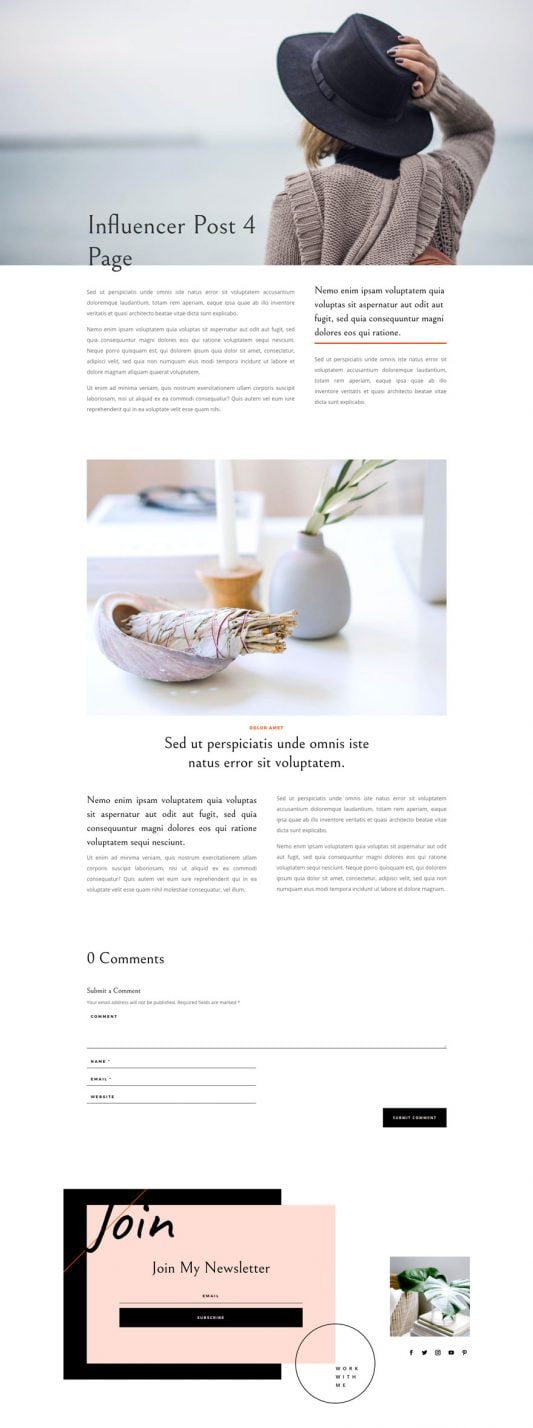 Influencer Post 4
Page
Sed ut perspiciatis unde omnis iste natus error sit voluptatem accusantium
doloremque laudantium, totam rem aperiam, eaque ipsa quae ab illo inventore
veritatis et quasi architecto beatae vitae dicta sunt explicabo.
Nemo enim ipsam voluptatem quia voluptas sit aspernatur aut odit aut fugit, sed
quia consequuntur magni dolores eos qui ratione voluptatem sequi nesciunt.
Neque porro quisquam est, qui dolorem ipsum quia dolor sit amet, consectetur,
adipisci velit, sed quia non numquam eius modi tempora incidunt ut labore et
dolore magnam aliquam quaerat voluptatem.
Ut enim ad minima veniam, quis nostrum exercitationem ullam corporis suscipit
laboriosam, nisi ut aliquid ex ea commodi consequatur? Quis autem vel eum iure
reprehenderit qui in ea voluptate velit esse quam nihil.
Nemo enim ipsam voluptatem quia
voluptas sit aspernatur aut odit aut
fugit, sed quia consequuntur magni
dolores eos qui ratione.
Sed ut perspiciatis unde omnis iste natus error sit
voluptatem accusantium doloremque laudantium,
totam rem aperiam, eaque ipsa quae ab illo
inventore veritatis et quasi architecto beatae vitae
dicta sunt explicabo.
DOLOR AMET
Sed ut perspiciatis unde omnis iste
natus error sit voluptatem.
Nemo enim ipsam voluptatem quia voluptas
sit aspernatur aut odit aut fugit, sed quia
consequuntur magni dolores eos qui ratione
voluptatem sequi nesciunt.
Ut enim ad minima veniam, quis nostrum exercitationem ullam
corporis suscipit laboriosam, nisi ut aliquid ex ea commodi
consequatur? Quis autem vel eum iure reprehenderit qui in ea
voluptate velit esse quam nihil molestiae consequatur, vel illum.
Sed ut perspiciatis unde omnis iste natus error sit voluptatem
accusantium doloremque laudantium, totam rem aperiam, eaque
ipsa quae ab illo inventore veritatis et quasi architecto beatae vitae
dicta sunt explicabo.
Nemo enim ipsam voluptatem quia voluptas sit aspernatur aut odit
aut fugit, sed quia consequuntur magni dolores eos qui ratione
voluptatem sequi nesciunt. Neque porro quisquam est, qui dolorem
ipsum quia dolor sit amet, consectetur, adipisci velit, sed quia non
numquam eius modi tempora incidunt ut labore et dolore magnam.
0 Comments
Submit a Comment
Your email address will not be published. Required fields are marked *
COMMENT
NAME *
EMAIL *
WEBSITE
SUBMIT COMMENT
Join
Join My Newsletter
EMAIL
SUBSCRIBE
WORK
WITH
ME